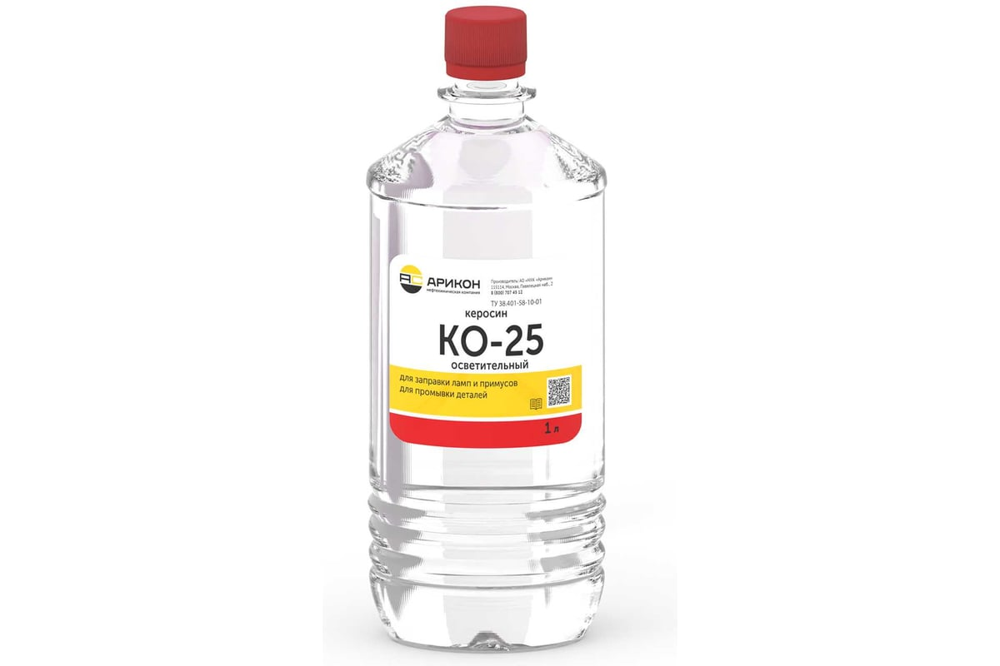 АС АРИКОН
нефтехимическая компания
Производитель: АО «НХК «Арикон»
115114, Москва, Павелецкая наб., 2
8 (800) 707 45 12
ТУ 38.401-58-10-01
керосин
КО-25
осветительный
для заправки ламп и примусов
для промывки деталей
1 л